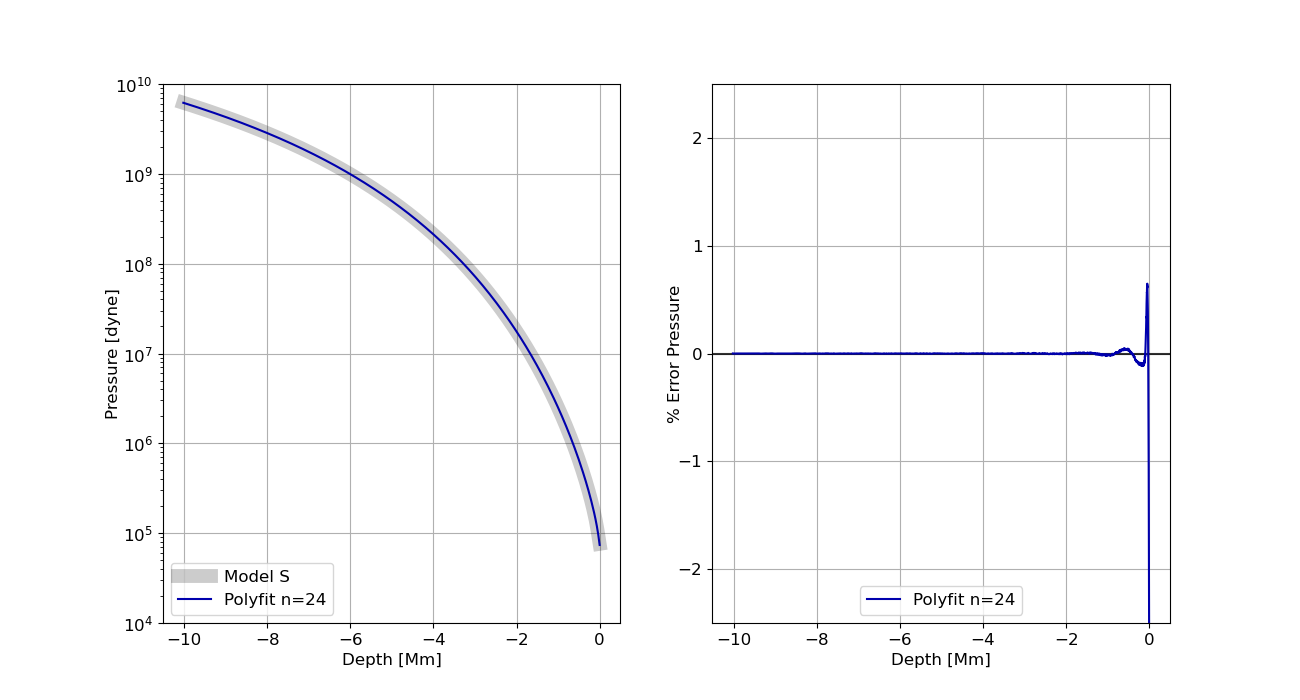 10^10
10^9
10^8
10^7
10^6
10^5
10^4
Pressure [dyne]
Model S
Polyfit n=24
−10 −8 −6 −4 −2 0
Depth [Mm]
2
1
0
−1
−2
% Error Pressure
Polyfit n=24
−10 −8 −6 −4 −2 0
Depth [Mm]